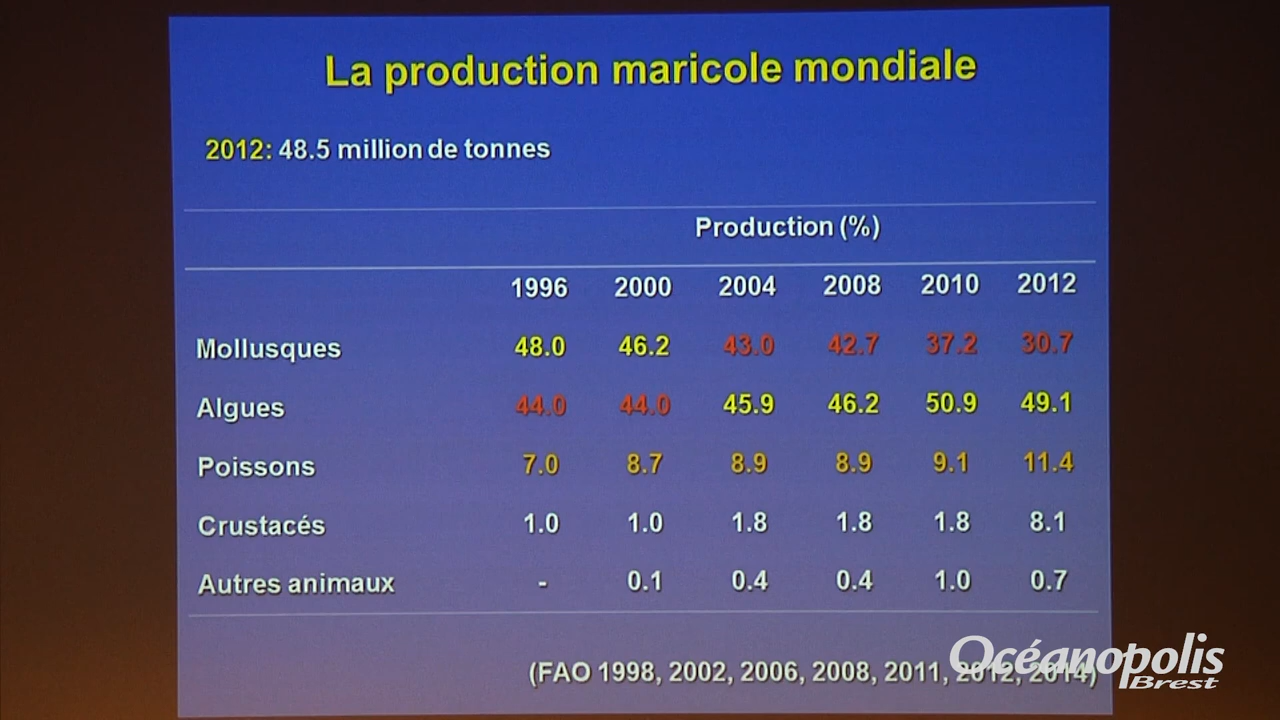 La production maricole mondiale
2012: 48.5 million de tonnes
Production (%)
1996 2000 2004 2008 2010 2012
Mollusques 48.0 46.2 43.0 42.7 37.2 30.7
Algues 44.0 44.0 45.9 46.2 50.9 49.1
Poissons 7.0 8.7 8.9 8.9 9.1 11.4
Crustacés 1.0 1.0 1.8 1.8 1.8 8.1
Autres animaux - 0.1 0.4 0.4 1.0 0.7
(FAO 1998, 2002, 2006, 2008, 2011, 2012, 2014)
Océanopolis
Brest